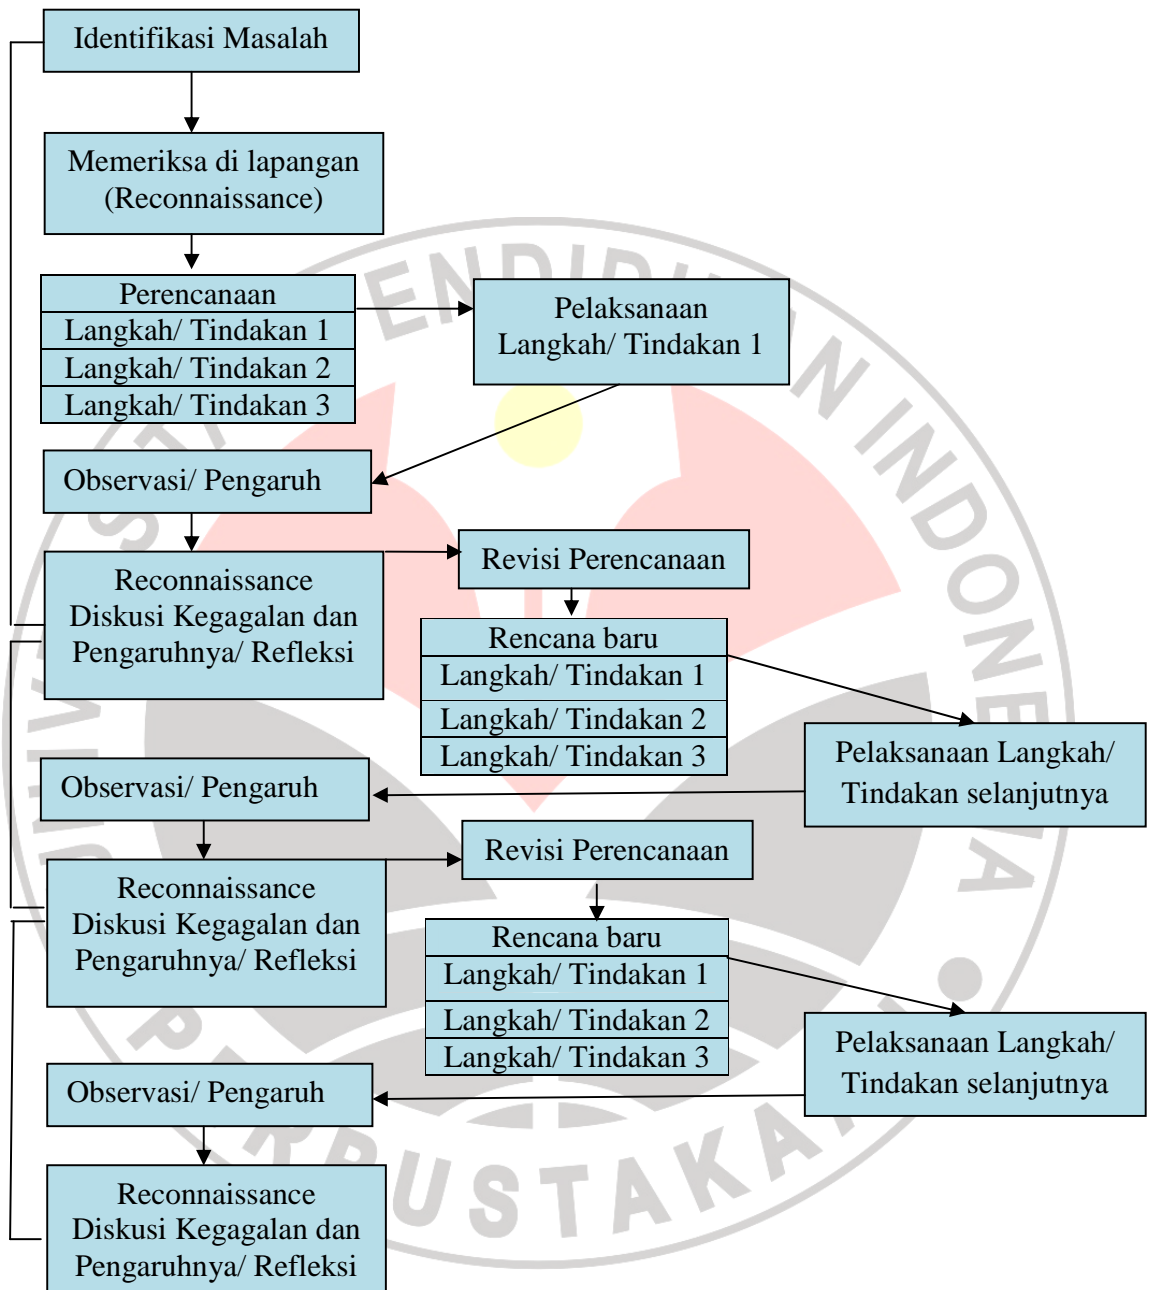 Identifikasi Masalah
Memeriksa di lapangan
(Reconnaissance)
Perencanaan
Langkah/ Tindakan 1
Langkah/ Tindakan 2
Langkah/ Tindakan 3
Pelaksanaan
Langkah/ Tindakan 1
Observasi/ Pengaruh
Reconnaissance
Diskusi Kegagalan dan
Pengaruhnya/ Refleksi
Revisi Perencanaan
Rencana baru
Langkah/ Tindakan 1
Langkah/ Tindakan 2
Langkah/ Tindakan 3
Pelaksanaan Langkah/
Tindakan selanjutnya
Observasi/ Pengaruh
Reconnaissance
Diskusi Kegagalan dan
Pengaruhnya/ Refleksi
Revisi Perencanaan
Rencana baru
Langkah/ Tindakan 1
Langkah/ Tindakan 2
Langkah/ Tindakan 3
Pelaksanaan Langkah/
Tindakan selanjutnya
Observasi/ Pengaruh
Reconnaissance
Diskusi Kegagalan dan
Pengaruhnya/ Refleksi
INDONESIA